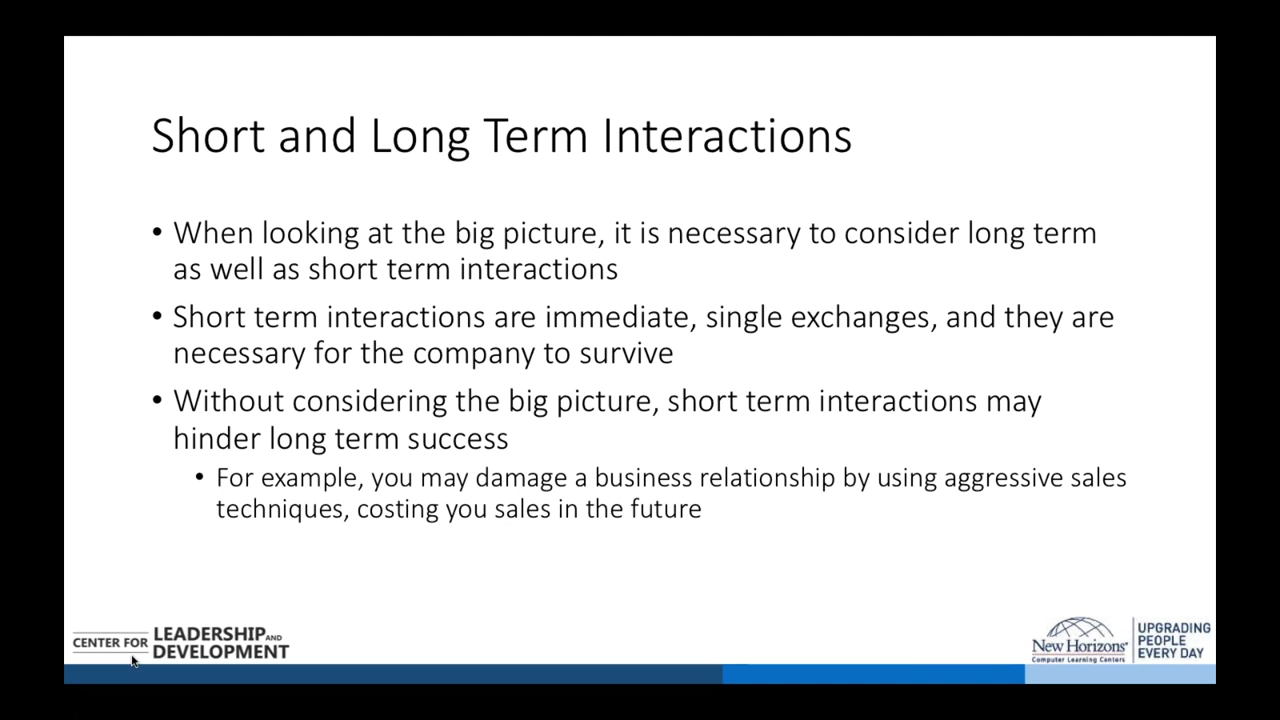 Short and Long Term Interactions
• When looking at the big picture, it is necessary to consider long term
as well as short term interactions
• Short term interactions are immediate, single exchanges, and they are
necessary for the company to survive
• Without considering the big picture, short term interactions may
hinder long term success
• For example, you may damage a business relationship by using aggressive sales
techniques, costing you sales in the future
CENTER FOR LEADERSHIP AND
DEVELOPMENT
New Horizons®
Computer Learning Centers
UPGRADING
PEOPLE
EVERY DAY